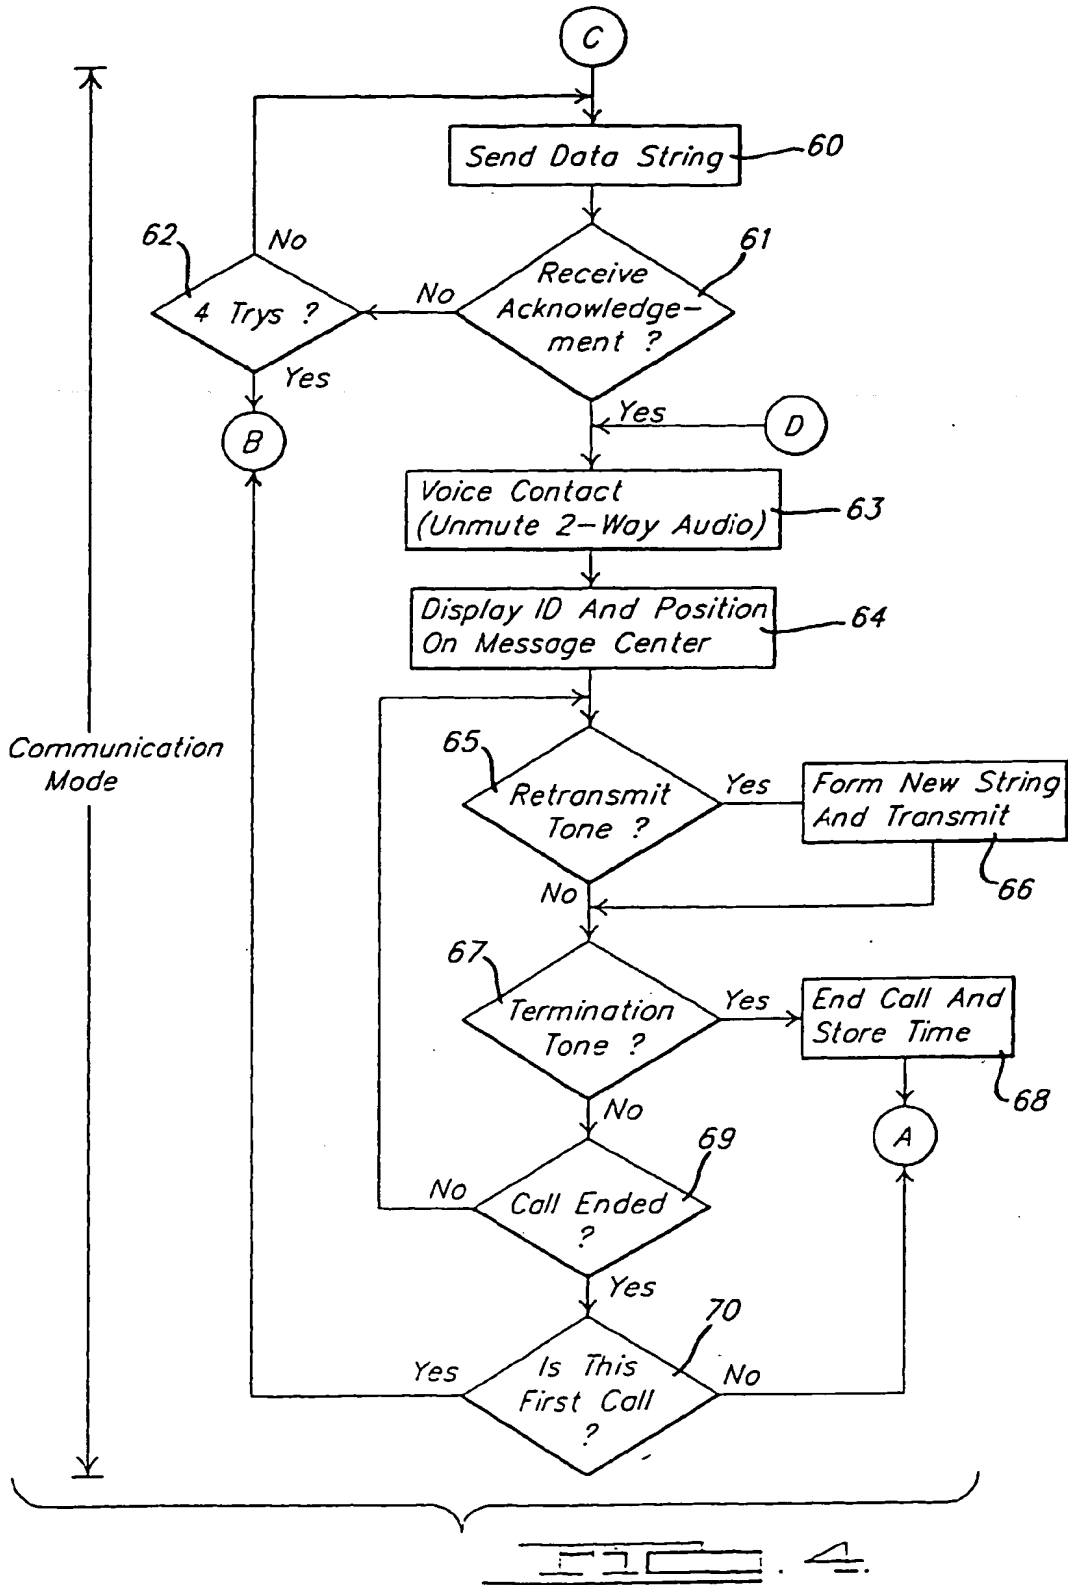 C
Send Data String
60
62
No
61
Receive
Acknowledge-
ment ?
No
4 Trys ?
Yes
B
Yes
D
Voice Contact
(Unmute 2-Way Audio)
63
Display ID And Position
On Message Center
64
Communication
Mode
65
Retransmit
Tone ?
Yes
Form New String
And Transmit
66
No
67
Termination
Tone ?
Yes
End Call And
Store Time
68
No
A
69
Call Ended
?
No
Yes
70
Is This
First Call
?
Yes
No
FIG. 4.